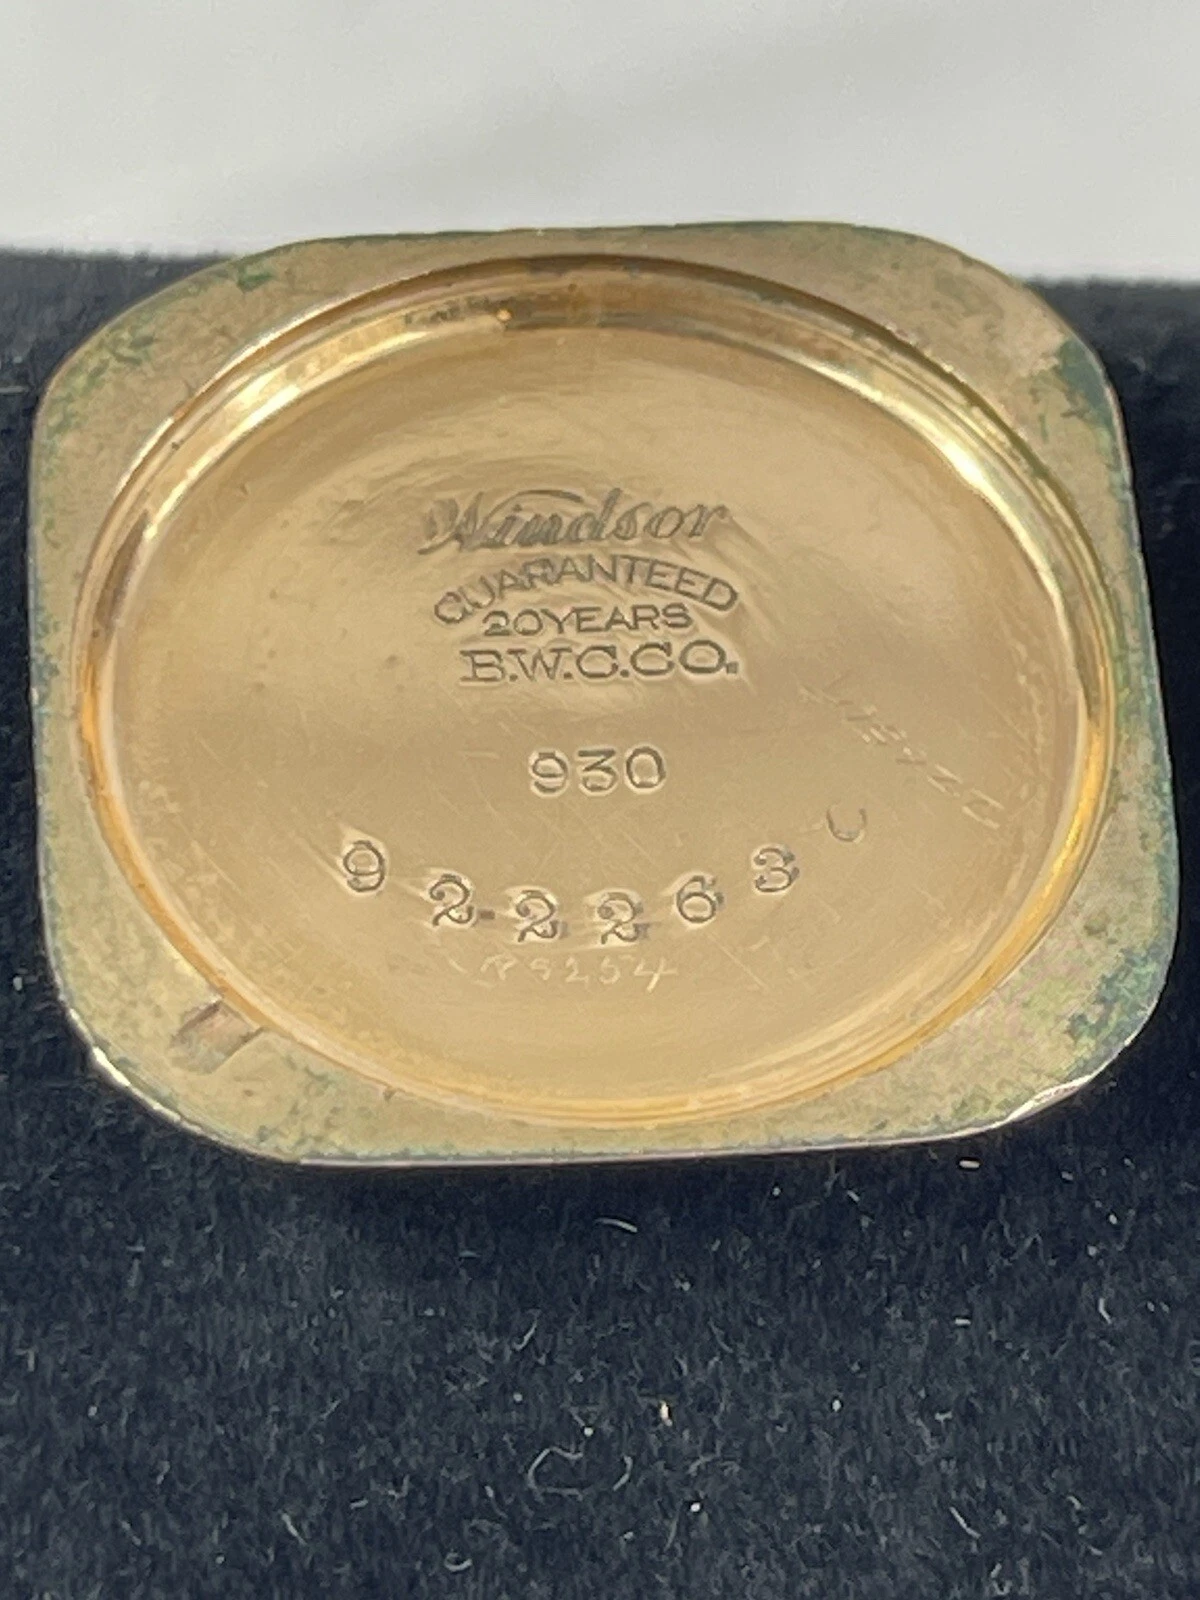 Windsor
GUARANTEED
20YEARS
B.W.C.CO.
930
922263